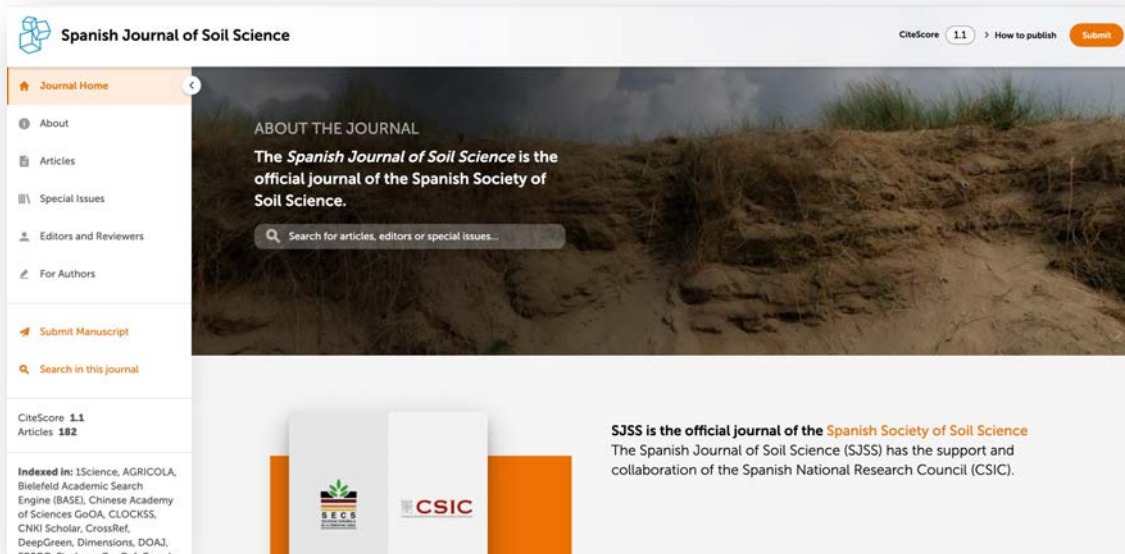 Spanish Journal of Soil Science
CiteScore 1.1 > How to publish Submit
Journal Home
About
Articles
Special Issues
Editors and Reviewers
For Authors
Submit Manuscript
Search in this journal
CiteScore 1.1
Articles 182
Indexed in: 1Science, AGRICOLA,
Bielefeld Academic Search
Engine (BASE), Chinese Academy
of Sciences GoOA, CLOCKSS,
CNKI Scholar, CrossRef,
DeepGreen, Dimensions, DOAJ,
ABOUT THE JOURNAL
The Spanish Journal of Soil Science is the
official journal of the Spanish Society of
Soil Science.
Search for articles, editors or special issues...
SECS
CSIC
SJSS is the official journal of the Spanish Society of Soil Science
The Spanish Journal of Soil Science (SJSS) has the support and
collaboration of the Spanish National Research Council (CSIC).